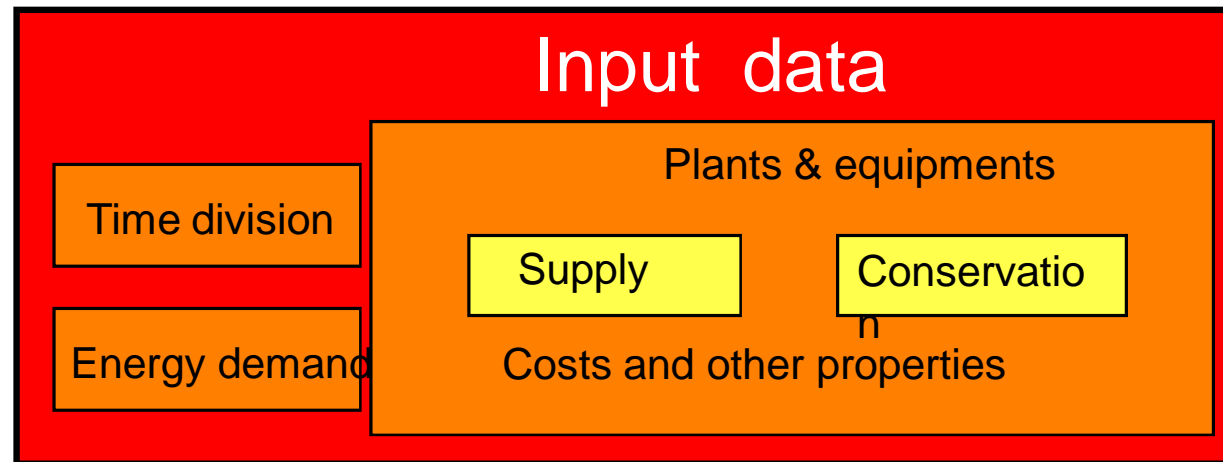 Input data
Plants & equipments
Time division
Supply
Conservatio
n
Energy demand
Costs and other properties